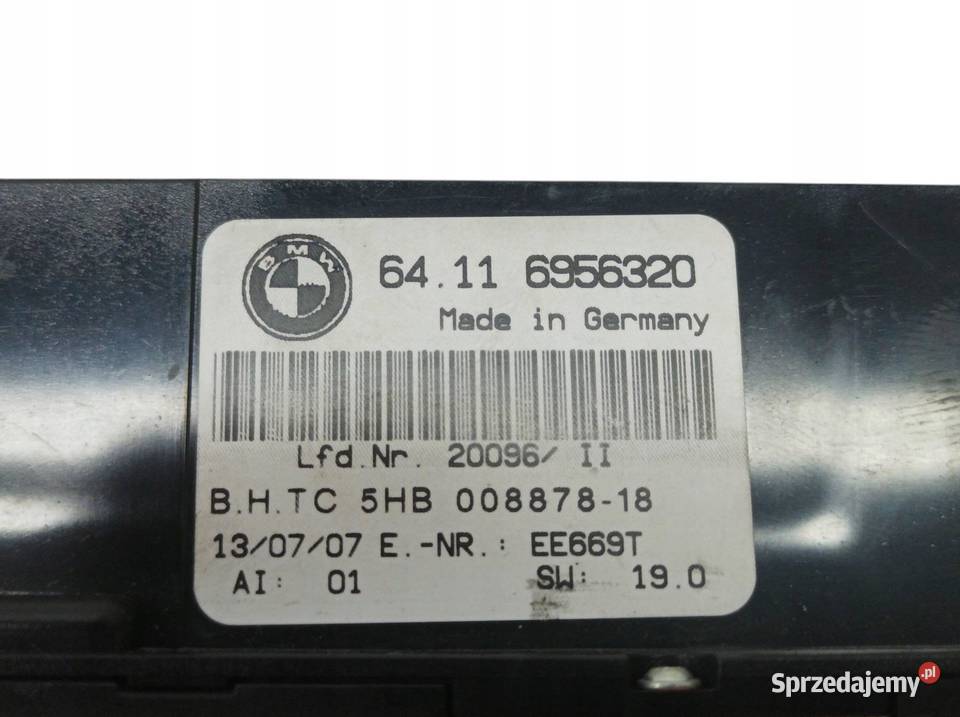 BMW
64.11 6956320
Made in Germany
Lfd.Nr. 20096/ II
B.H.TC 5HB 008878-18
13/07/07 E.-NR.: EE669T
AI: 01 SW: 19.0
Sprzedajemy.pl